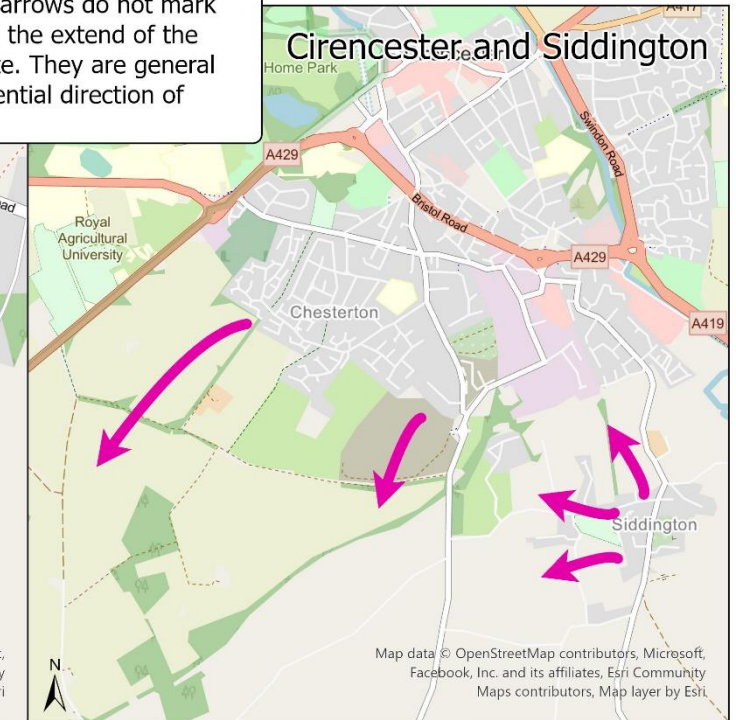 arrows do not mark
the extend of the
They are general
ential direction of
Cirencester and Siddington
A417
Home Park
A429
Swindon Road
Bristol Road
Royal
Agricultural
University
A429
Chesterton
A419
Siddington
N
Map data © OpenStreetMap contributors, Microsoft,
Facebook, Inc. and its affiliates, Esri Community
Maps contributors, Map layer by Esri